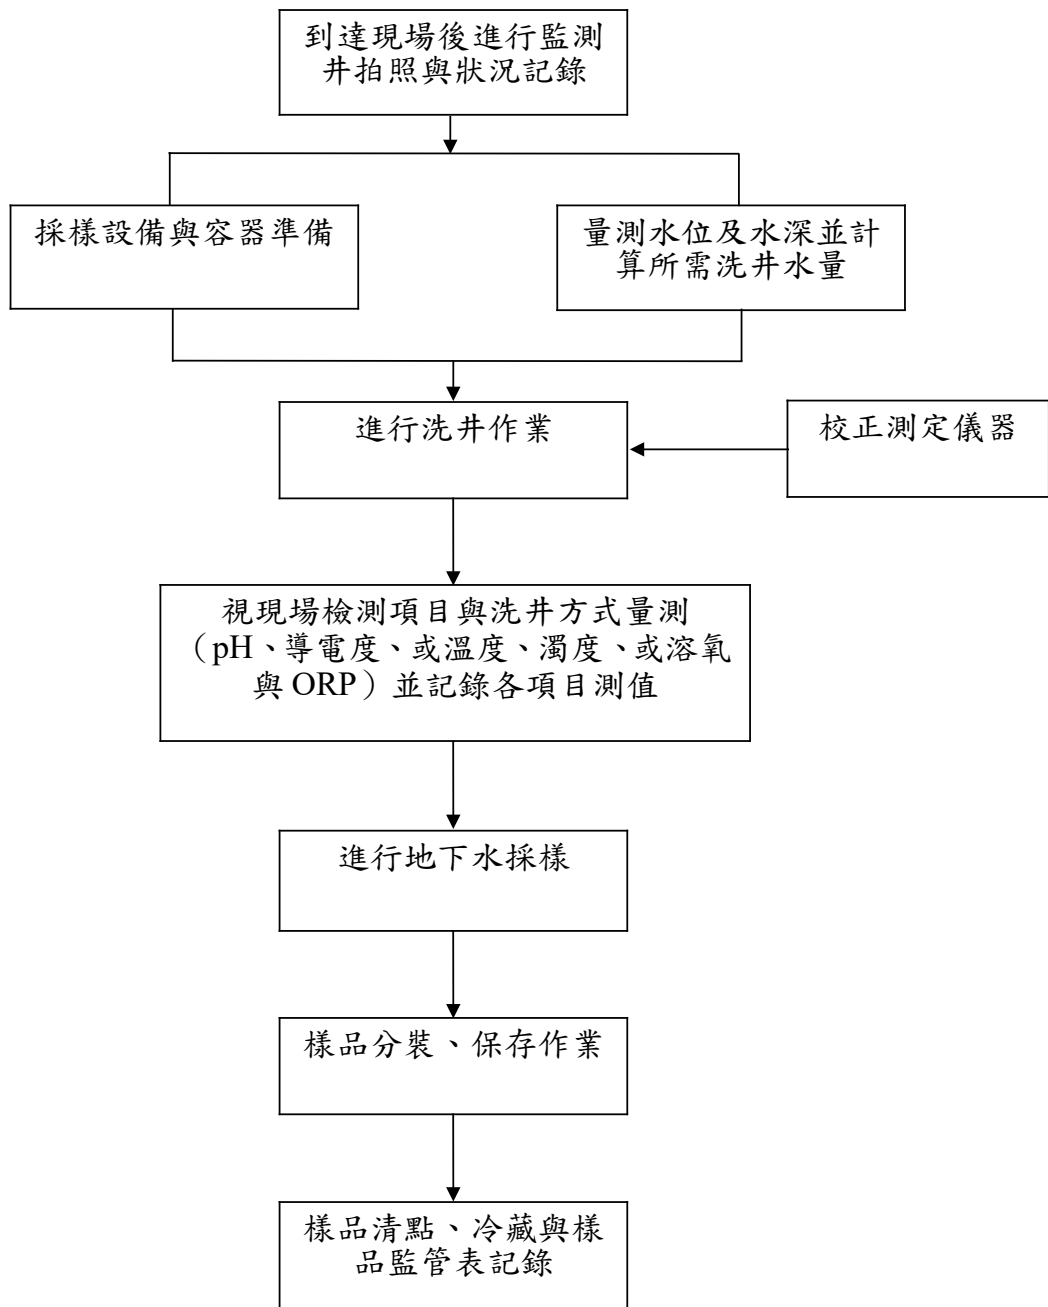 到達現場後進行監測
井拍照與狀況記錄
採樣設備與容器準備
量測水位及水深並計
算所需洗井水量
進行洗井作業
校正測定儀器
視現場檢測項目與洗井方式量測
（pH、導電度、或溫度、濁度、或溶氧
與 ORP）並記錄各項目測值
進行地下水採樣
樣品分裝、保存作業
樣品清點、冷藏與樣
品監管表記錄